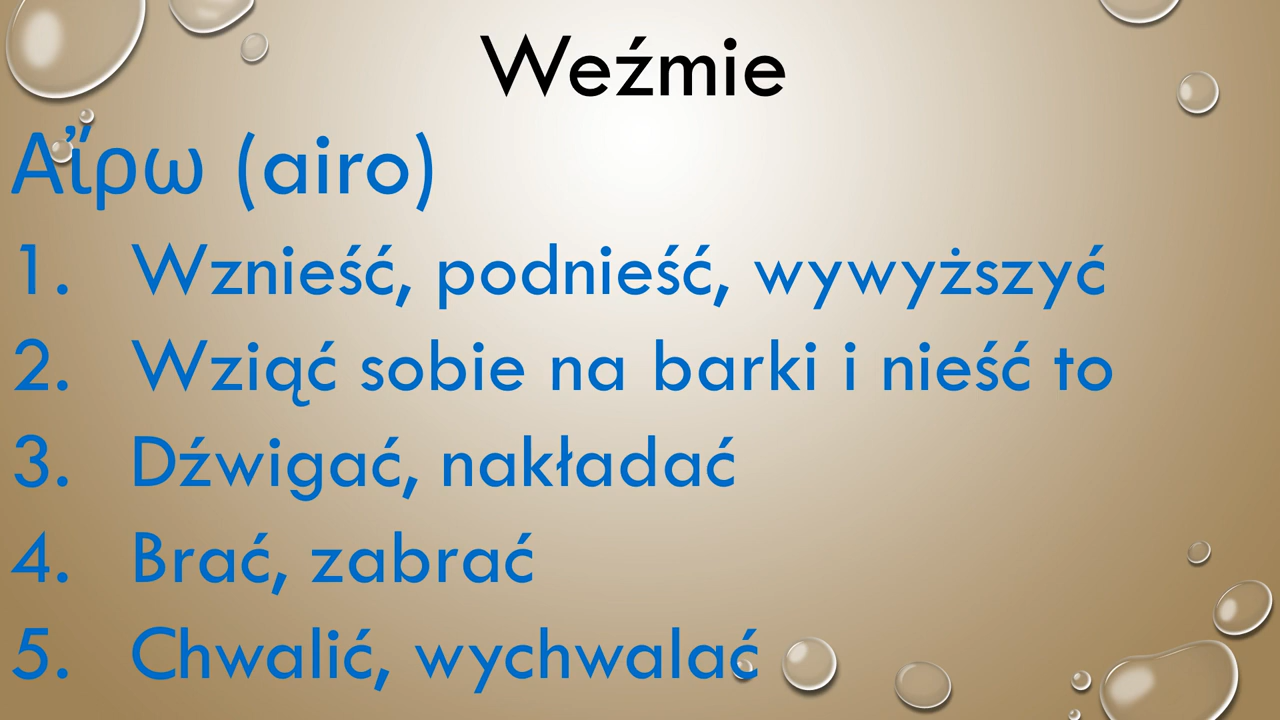 Weźmie
Αἴρω (airo)
1. Wznieść, podnieść, wywyższyć
2. Wziąć sobie na barki i nieść to
3. Dźwigać, nakładać
4. Brać, zabrać
5. Chwalić, wychwalać